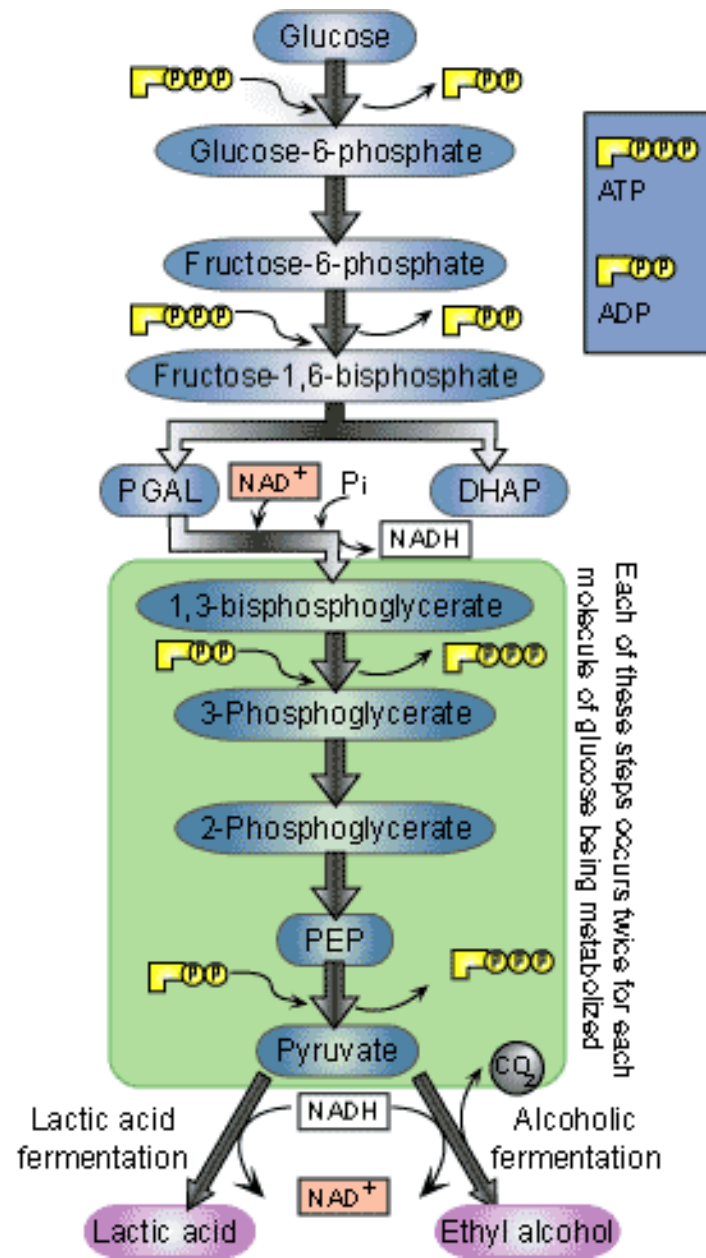 Glucose
P P P
P P
Glucose-6-phosphate
P P P
ATP
Fructose-6-phosphate
P P
ADP
P P P
P P
Fructose-1,6-bisphosphate
PGAL
NAD+
Pi
DHAP
NADH
Each of these steps occurs twice for each
molecule of glucose being metabolized
1,3-bisphosphoglycerate
P P
P P P
3-Phosphoglycerate
2-Phosphoglycerate
PEP
P P
P P P
Pyruvate
CO2
Lactic acid
fermentation
NADH
Alcoholic
fermentation
NAD+
Lactic acid
Ethyl alcohol